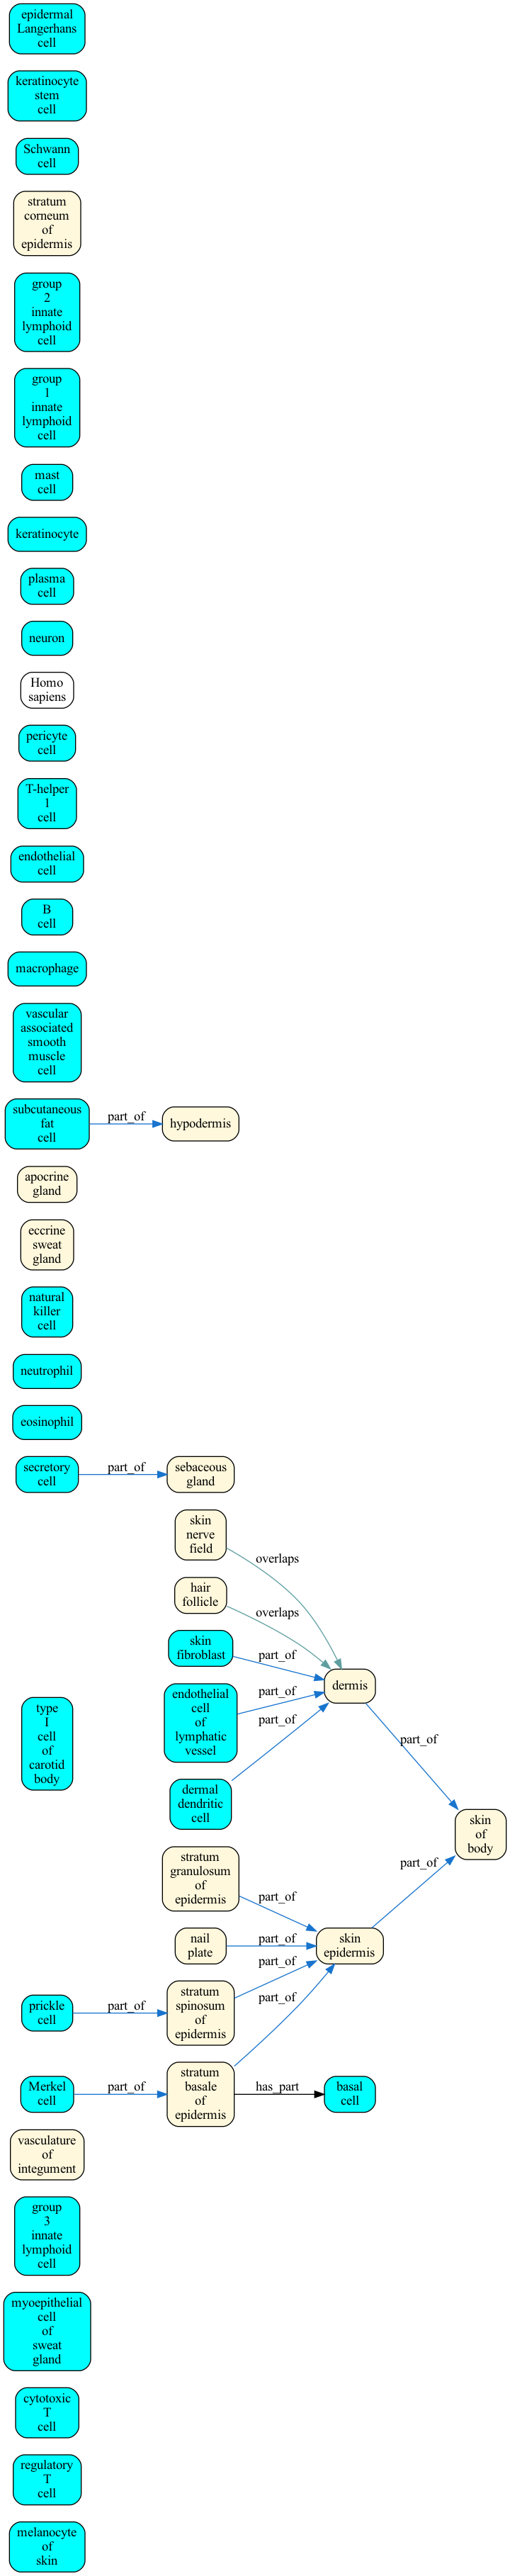 epidermal
Langerhans
cell
keratinocyte
stem
cell
Schwann
cell
stratum
corneum
of
epidermis
group
2
innate
lymphoid
cell
group
1
innate
lymphoid
cell
mast
cell
keratinocyte
plasma
cell
neuron
Homo
sapiens
pericyte
cell
T-helper
1
cell
endothelial
cell
B
cell
macrophage
vascular
associated
smooth
muscle
cell
subcutaneous
fat
cell
part_of
hypodermis
apocrine
gland
eccrine
sweat
gland
natural
killer
cell
neutrophil
eosinophil
secretory
cell
part_of
sebaceous
gland
skin
nerve
field
overlaps
hair
follicle
overlaps
skin
fibroblast
part_of
endothelial
cell
of
lymphatic
vessel
part_of
part_of
dermis
type
I
cell
of
carotid
body
dermal
dendritic
cell
part_of
skin
of
body
stratum
granulosum
of
epidermis
part_of
part_of
nail
plate
part_of
skin
epidermis
prickle
cell
part_of
stratum
spinosum
of
epidermis
part_of
part_of
Merkel
cell
part_of
stratum
basale
of
epidermis
has_part
basal
cell
vasculature
of
integument
group
3
innate
lymphoid
cell
myoepithelial
cell
of
sweat
gland
cytotoxic
T
cell
regulatory
T
cell
melanocyte
of
skin